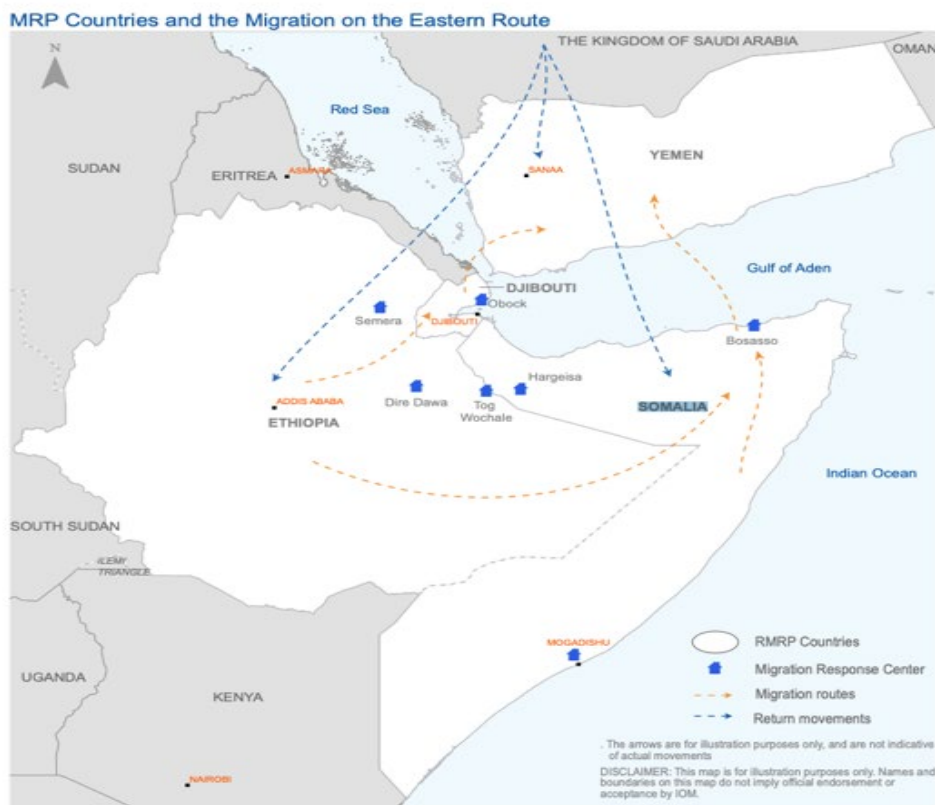 MRP Countries and the Migration on the Eastern Route
N
THE KINGDOM OF SAUDI ARABIA
OMAN
Red Sea
SUDAN
YEMEN
ERITREA
ASMARA
SANAA
Gulf of Aden
DJIBOUTI
Obock
Semera
DJIBOUTI
Bosasso
Hargeisa
Dire Dawa
Tog
Wochale
ADDIS ABABA
SOMALIA
ETHIOPIA
Indian Ocean
SOUTH SUDAN
ILEMY
TRIANGLE
MOGADISHU
RMRP Countries
Migration Response Center
UGANDA
KENYA
Migration routes
Return movements
. The arrows are for illustration purposes only, and are not indicative
of actual movements
NAIROBI
DISCLAIMER: This map is for illustration purposes only. Names and
boundaries on this map do not imply official endorsement or
acceptance by IOM.